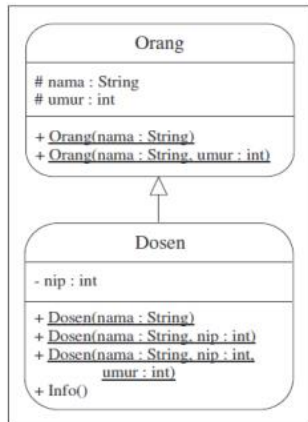 Orang
# nama : String
# umur : int
+ Orang(nama : String)
+ Orang(nama : String, umur : int)
Dosen
- nip : int
+ Dosen(nama : String)
+ Dosen(nama : String, nip : int)
+ Dosen(nama : String, nip : int,
umur : int)
+ Info()